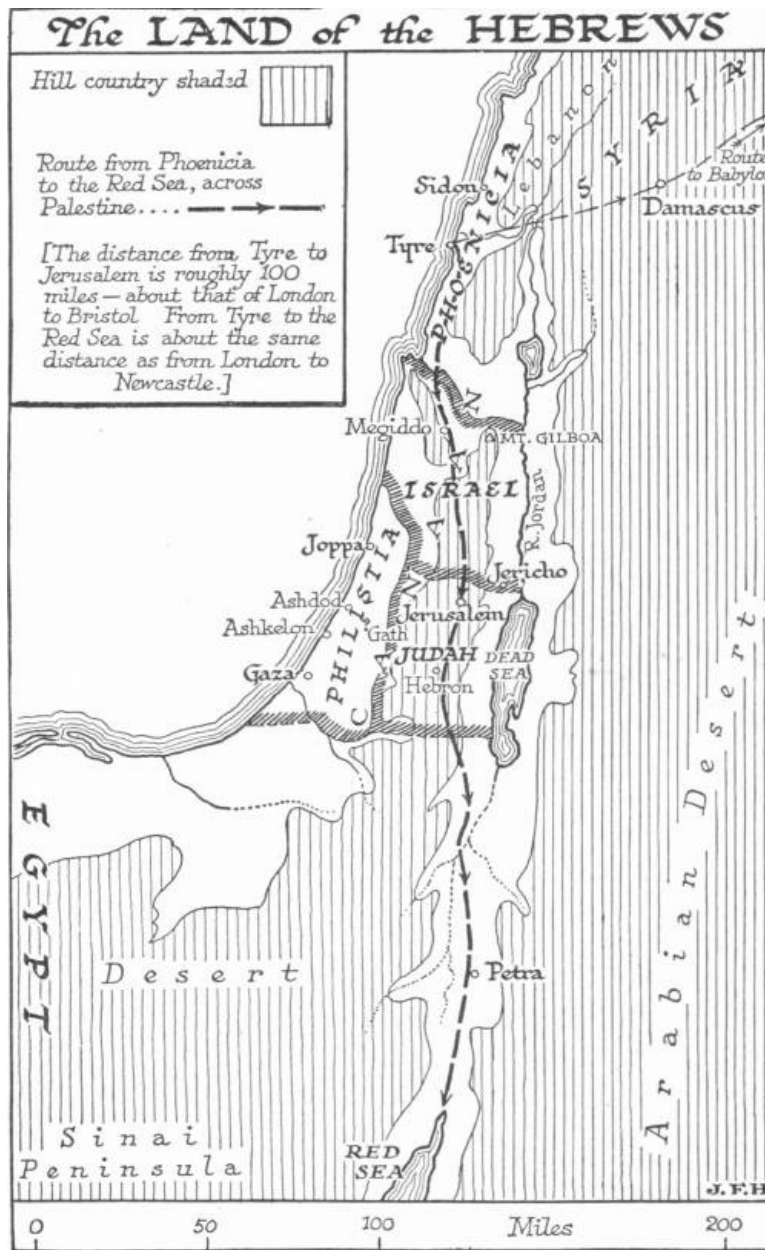 The LAND of the HEBREWS
Hill country shaded
Route from Phoenicia
to the Red Sea, across
Palestine....
[The distance from Tyre to
Jerusalem is roughly 100
miles — about that of London
to Bristol From Tyre to the
Red Sea is about the same
distance as from London to
Newcastle.]
Lebanon
SYRIA
Route
to Babylon
Sidon
Damascus
PHOENICIA
Tyre
Megiddo
MT. GILBOA
CANAAN
ISRAEL
R. Jordan
Joppa
Jericho
PHILISTIA
Ashdod
Jerusalem
Ashkelon
Gath
JUDAH
DEAD
SEA
Gaza
Hebron
EGYPT
Arabian Desert
Desert
Petra
Sinai
Peninsula
RED
SEA
J.F.H
0 50 100 Miles 200